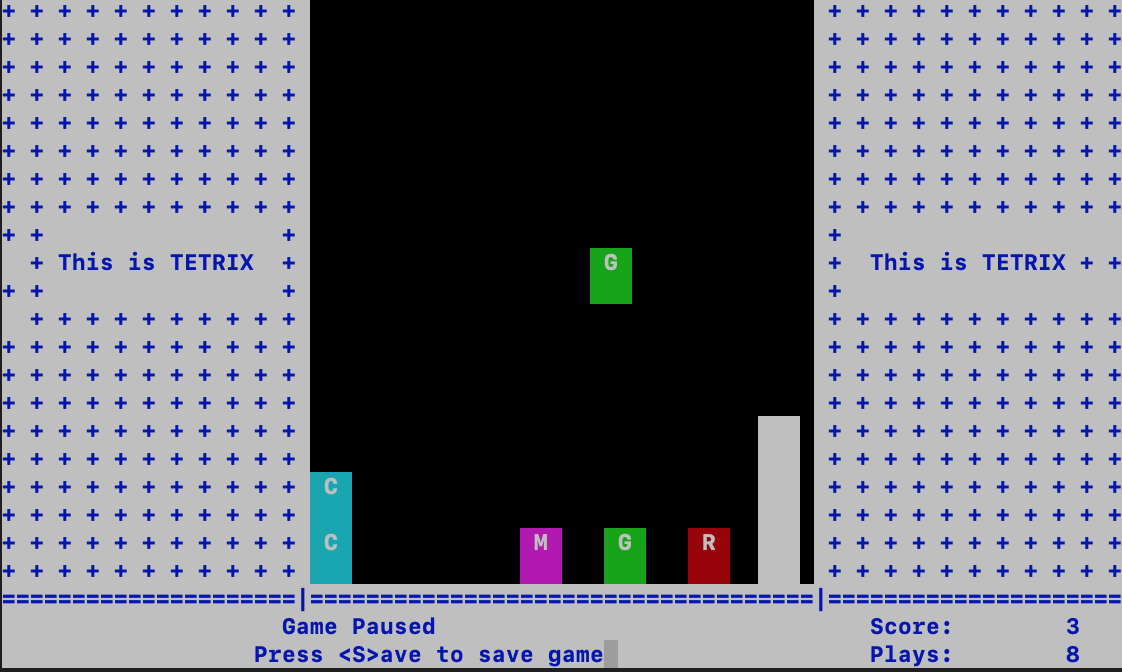 This is TETRIX
G
This is TETRIX
C
C M G R
Game Paused
Press <S>ave to save game
Score: 3
Plays: 8